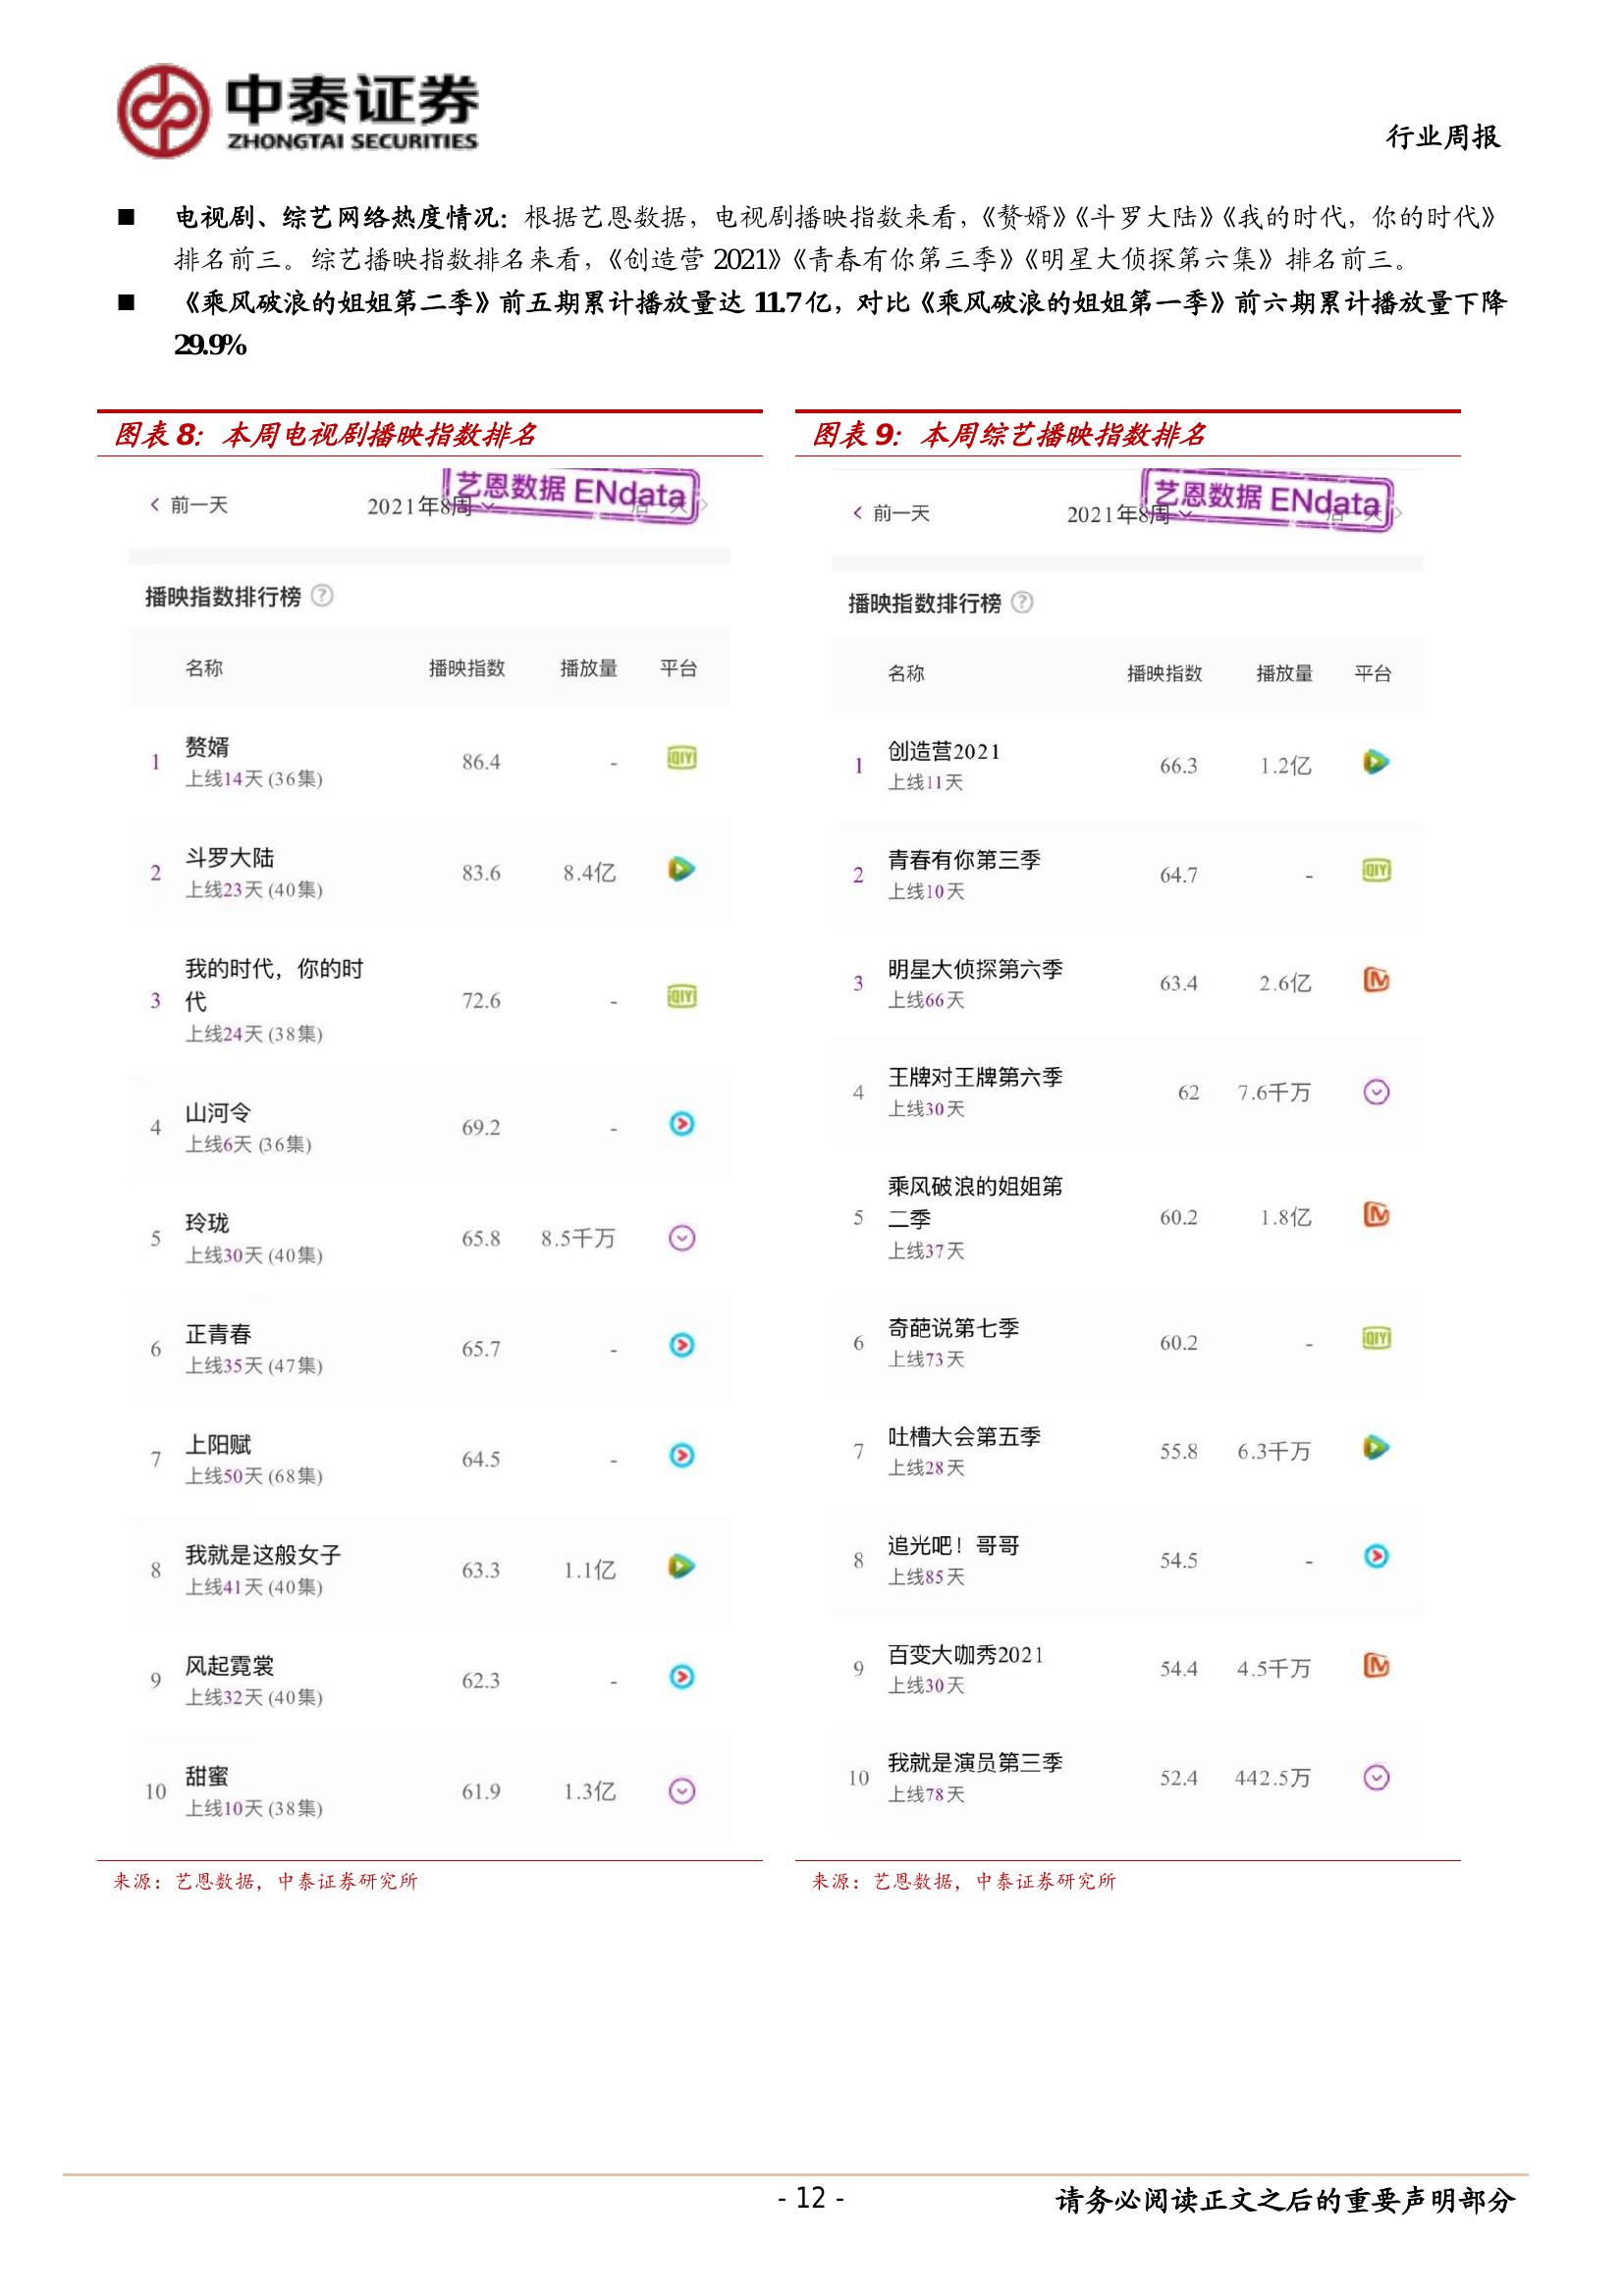 中泰证券
ZHONGTAI SECURITIES
行业周报
■ 电视剧、综艺网络热度情况：根据艺恩数据，电视剧播映指数来看，《赘婿》《斗罗大陆》《我的时代，你的时代》
排名前三。综艺播映指数排名来看，《创造营 2021》《青春有你第三季》《明星大侦探第六集》排名前三。
■ 《乘风破浪的姐姐第二季》前五期累计播放量达 11.7 亿，对比《乘风破浪的姐姐第一季》前六期累计播放量下降
29.9%
图表 8：本周电视剧播映指数排名
< 前一天 2021年8周
艺恩数据 ENdata
播映指数排行榜 ?
名称 播映指数 播放量 平台
1 赘婿 86.4 - iQIYI
上线14天 (36集)
2 斗罗大陆 83.6 8.4亿
上线23天 (40集)
我的时代，你的时
3 代 72.6 - iQIYI
上线24天 (38集)
4 山河令 69.2 -
上线6天 (36集)
5 玲珑 65.8 8.5千万
上线30天 (40集)
6 正青春 65.7 -
上线35天 (47集)
7 上阳赋 64.5 -
上线50天 (68集)
8 我就是这般女子 63.3 1.1亿
上线41天 (40集)
9 风起霓裳 62.3 -
上线32天 (40集)
10 甜蜜 61.9 1.3亿
上线10天 (38集)
来源：艺恩数据，中泰证券研究所
图表 9：本周综艺播映指数排名
< 前一天 2021年8周
艺恩数据 ENdata
播映指数排行榜 ?
名称 播映指数 播放量 平台
1 创造营2021 66.3 1.2亿
上线11天
2 青春有你第三季 64.7 - iQIYI
上线10天
3 明星大侦探第六季 63.4 2.6亿
上线66天
4 王牌对王牌第六季 62 7.6千万
上线30天
乘风破浪的姐姐第
5 二季 60.2 1.8亿
上线37天
6 奇葩说第七季 60.2 - iQIYI
上线73天
7 吐槽大会第五季 55.8 6.3千万
上线28天
8 追光吧！哥哥 54.5 -
上线85天
9 百变大咖秀2021 54.4 4.5千万
上线30天
10 我就是演员第三季 52.4 442.5万
上线78天
来源：艺恩数据，中泰证券研究所
- 12 -
请务必阅读正文之后的重要声明部分